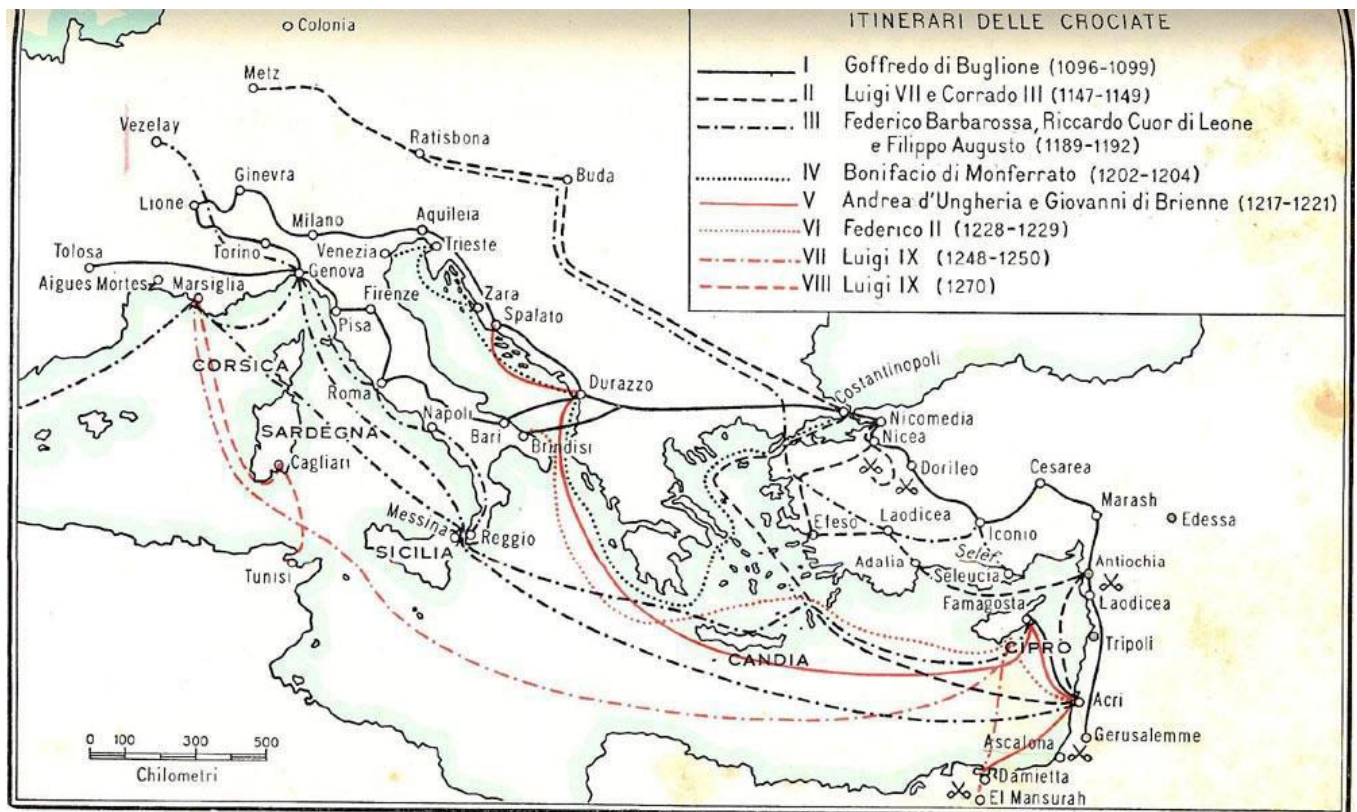 ITINERARI DELLE CROCIATE
I Goffredo di Buglione (1096-1099)
II Luigi VII e Corrado III (1147-1149)
III Federico Barbarossa, Riccardo Cuor di Leone
e Filippo Augusto (1189-1192)
IV Bonifacio di Monferrato (1202-1204)
V Andrea d'Ungheria e Giovanni di Brienne (1217-1221)
VI Federico II (1228-1229)
VII Luigi IX (1248-1250)
VIII Luigi IX (1270)
Colonia
Metz
Vezelay
Ratisbona
Buda
Ginevra
Lione
Milano
Aquileia
Venezia
Trieste
Torino
Tolosa
Genova
Aigues Mortes
Marsiglia
Firenze
Zara
Pisa
Spalato
CORSICA
Roma
Durazzo
Costantinopoli
Napoli
Nicomedia
Bari
Nicea
SARDEGNA
Brindisi
Cagliari
Dorileo
Cesarea
Marash
Edessa
Messina
Reggio
Efeso
Laodicea
Iconio
SICILIA
Selèf
Tunisi
Adalia
Seleucia
Antiochia
Famagosta
Laodicea
CIPRO
Tripoli
CANDIA
Acri
Ascalona
Gerusalemme
Damietta
El Mansurah
0 100 300 500
Chilometri